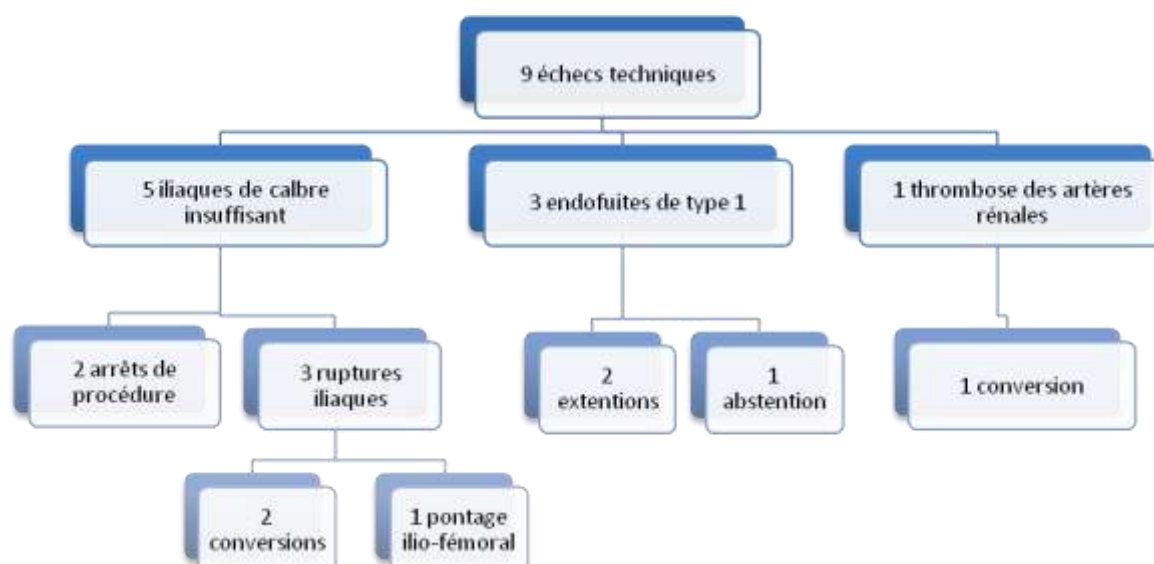 9 échecs techniques
5 iliaques de calbre
insuffisant
3 endofuites de type 1
1 thrombose des artères
rénales
2 arrêts de
procédure
3 ruptures
iliaques
2
extentions
1
abstention
1 conversion
2
conversions
1 pontage
ilio-fémoral